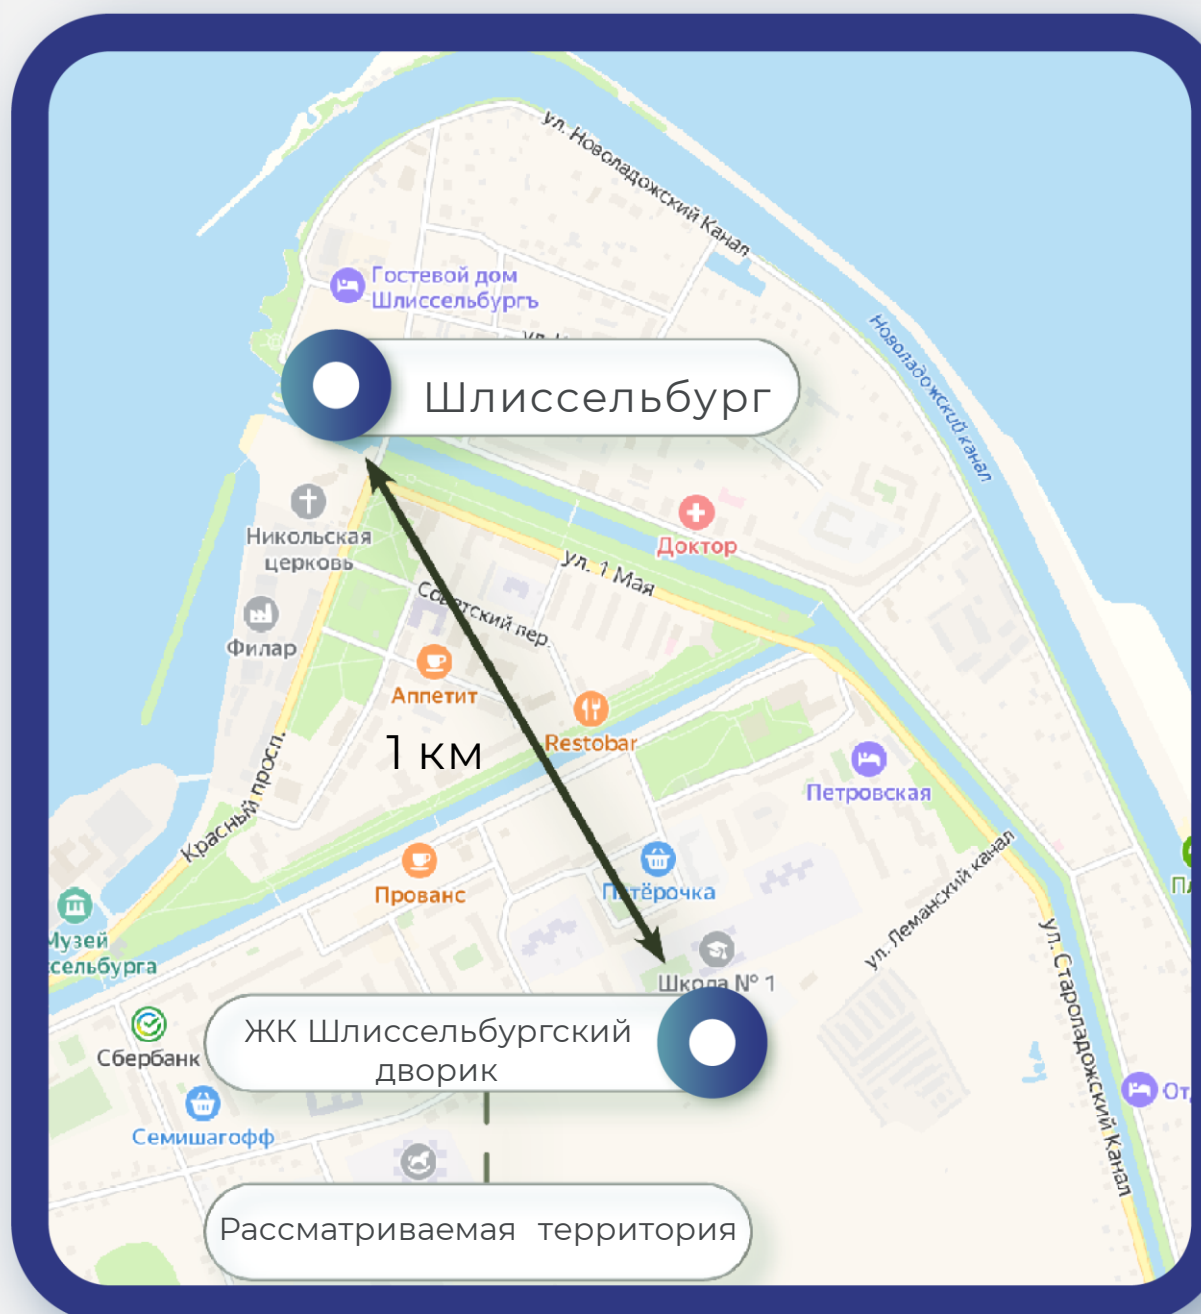 ул. Новоладожский Канал
Гостевой дом
Шлиссельбургъ
Новоладожский канал
Шлиссельбург
Никольская
церковь
Доктор
ул. 1 Мая
Советский пер.
Филар
Аппетит
Restobar
1 км
Красный просп.
Петровская
Прованс
Пятёрочка
ул. Леманский канал
Музей
ул. Староладожский Канал
Школа № 1
ЖК Шлиссельбургский
дворик
Сбербанк
Семишагофф
Рассматриваемая территория